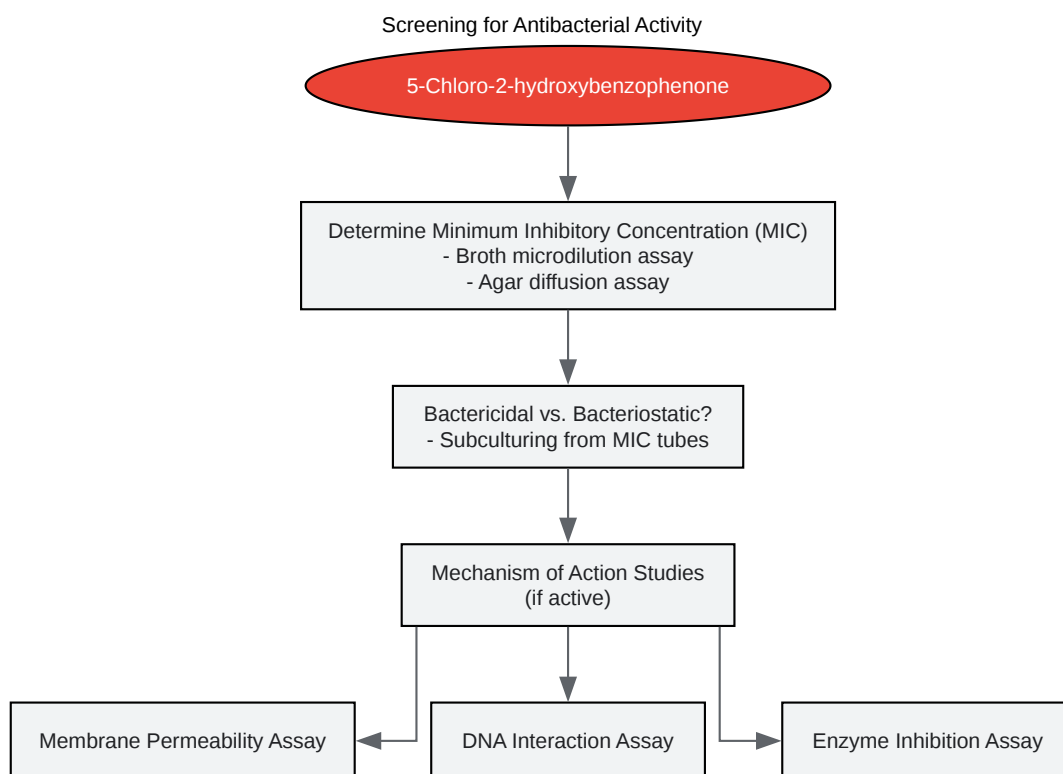 Screening for Antibacterial Activity
5-Chloro-2-hydroxybenzophenone
Determine Minimum Inhibitory Concentration (MIC)
- Broth microdilution assay
- Agar diffusion assay
Bactericidal vs. Bacteriostatic?
- Subculturing from MIC tubes
Mechanism of Action Studies
(if active)
Membrane Permeability Assay
DNA Interaction Assay
Enzyme Inhibition Assay